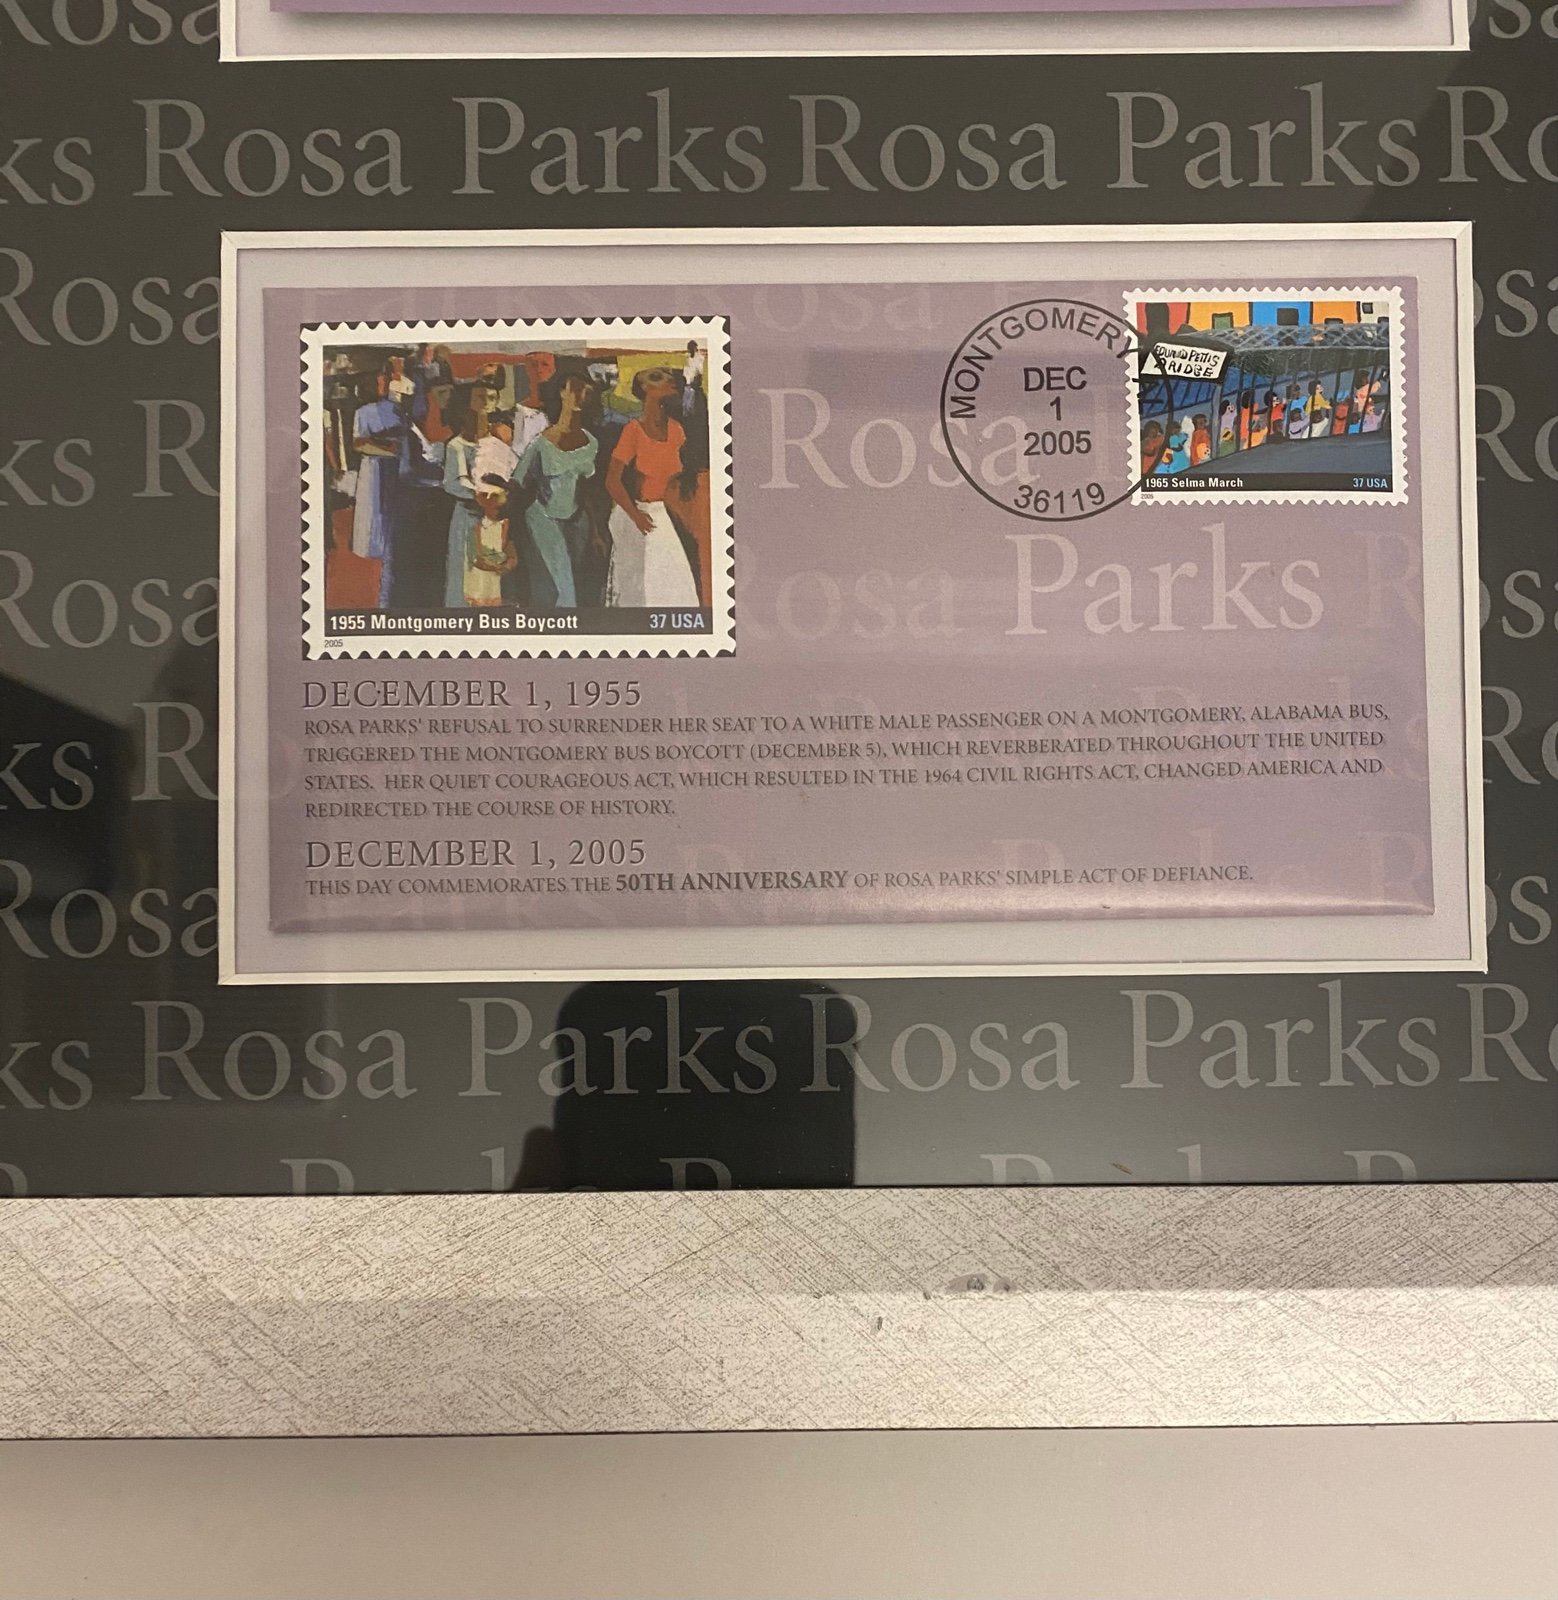 Rosa Parks Rosa Parks
Rosa Parks
1955 Montgomery Bus Boycott 37 USA
2005
MONTGOMERY
DEC
1
2005
36119
EDMUND PETTIS
BRIDGE
1965 Selma March 37 USA
2005
DECEMBER 1, 1955
ROSA PARKS' REFUSAL TO SURRENDER HER SEAT TO A WHITE MALE PASSENGER ON A MONTGOMERY, ALABAMA BUS,
TRIGGERED THE MONTGOMERY BUS BOYCOTT (DECEMBER 5), WHICH REVERBERATED THROUGHOUT THE UNITED
STATES. HER QUIET COURAGEOUS ACT, WHICH RESULTED IN THE 1964 CIVIL RIGHTS ACT, CHANGED AMERICA AND
REDIRECTED THE COURSE OF HISTORY.
DECEMBER 1, 2005
THIS DAY COMMEMORATES THE 50TH ANNIVERSARY OF ROSA PARKS' SIMPLE ACT OF DEFIANCE.
Rosa Parks Rosa Parks